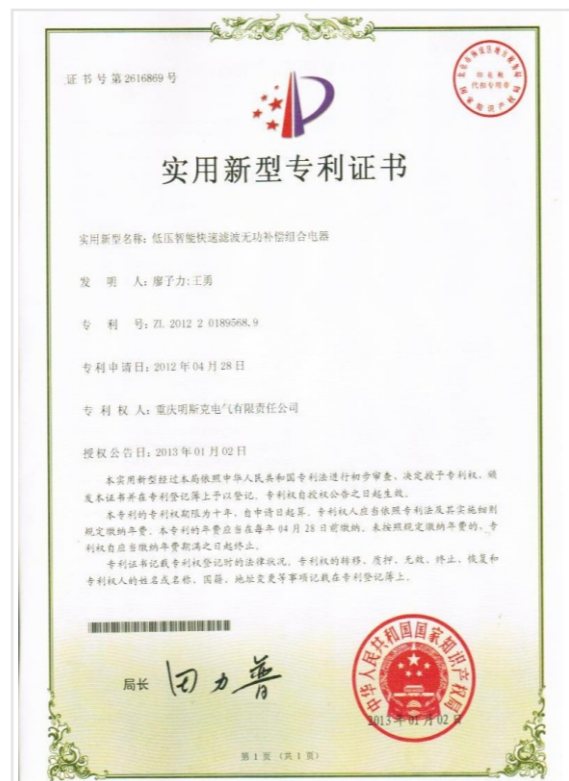 证书号第2616869号
印花税
代扣专用章
国家知识产权局
实用新型专利证书
实用新型名称：低压智能快速滤波无功补偿组合电器
发明人：廖子力;王勇
专利号：ZL 2012 2 0189568.9
专利申请日：2012年04月28日
专利权人：重庆明斯克电气有限责任公司
授权公告日：2013年01月02日
本实用新型经过本局依照中华人民共和国专利法进行初步审查，决定授予专利权，颁
发本证书并在专利登记簿上予以登记。专利权自授权公告之日起生效。
本专利的专利权期限为十年，自申请日起算。专利权人应当依照专利法及其实施细则
规定缴纳年费。本专利的年费应当在每年04月28日前缴纳。未按照规定缴纳年费的，专
利权自应当缴纳年费期满之日起终止。
专利证书记载专利权登记时的法律状况。专利权的转移、质押、无效、终止、恢复和
专利权人的姓名或名称、国籍、地址变更等事项记载在专利登记簿上。
局长
田力普
中华人民共和国国家知识产权局
2013年01月02日
第1页（共1页）